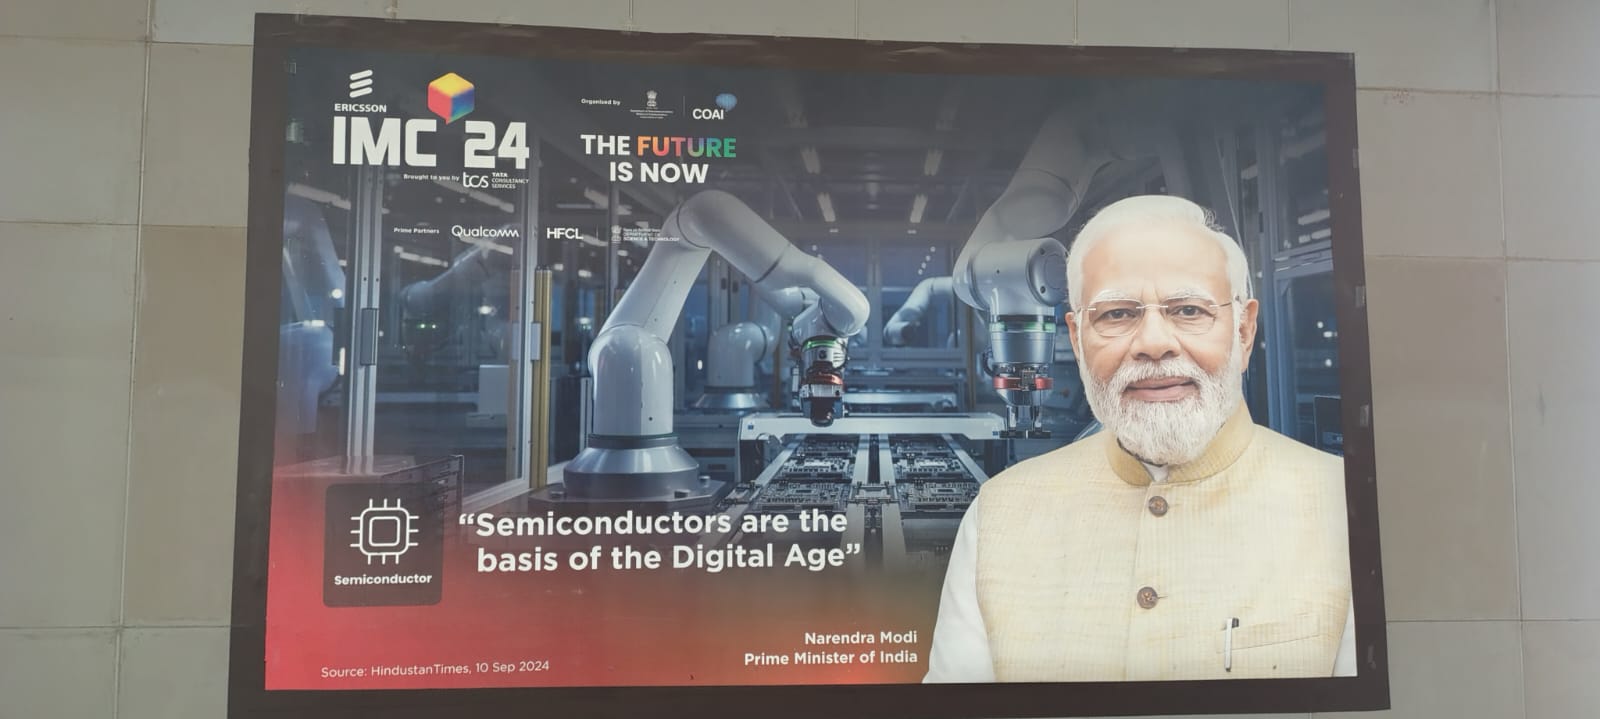 ERICSSON
IMC 24
Brought to you by tcs TATA CONSULTANCY SERVICES
Organised by
COAI
THE FUTURE
IS NOW
Prime Partners Qualcomm HFCL
SCIENCE & TECHNOLOGY
Semiconductor
“Semiconductors are the
basis of the Digital Age”
Narendra Modi
Prime Minister of India
Source: HindustanTimes, 10 Sep 2024